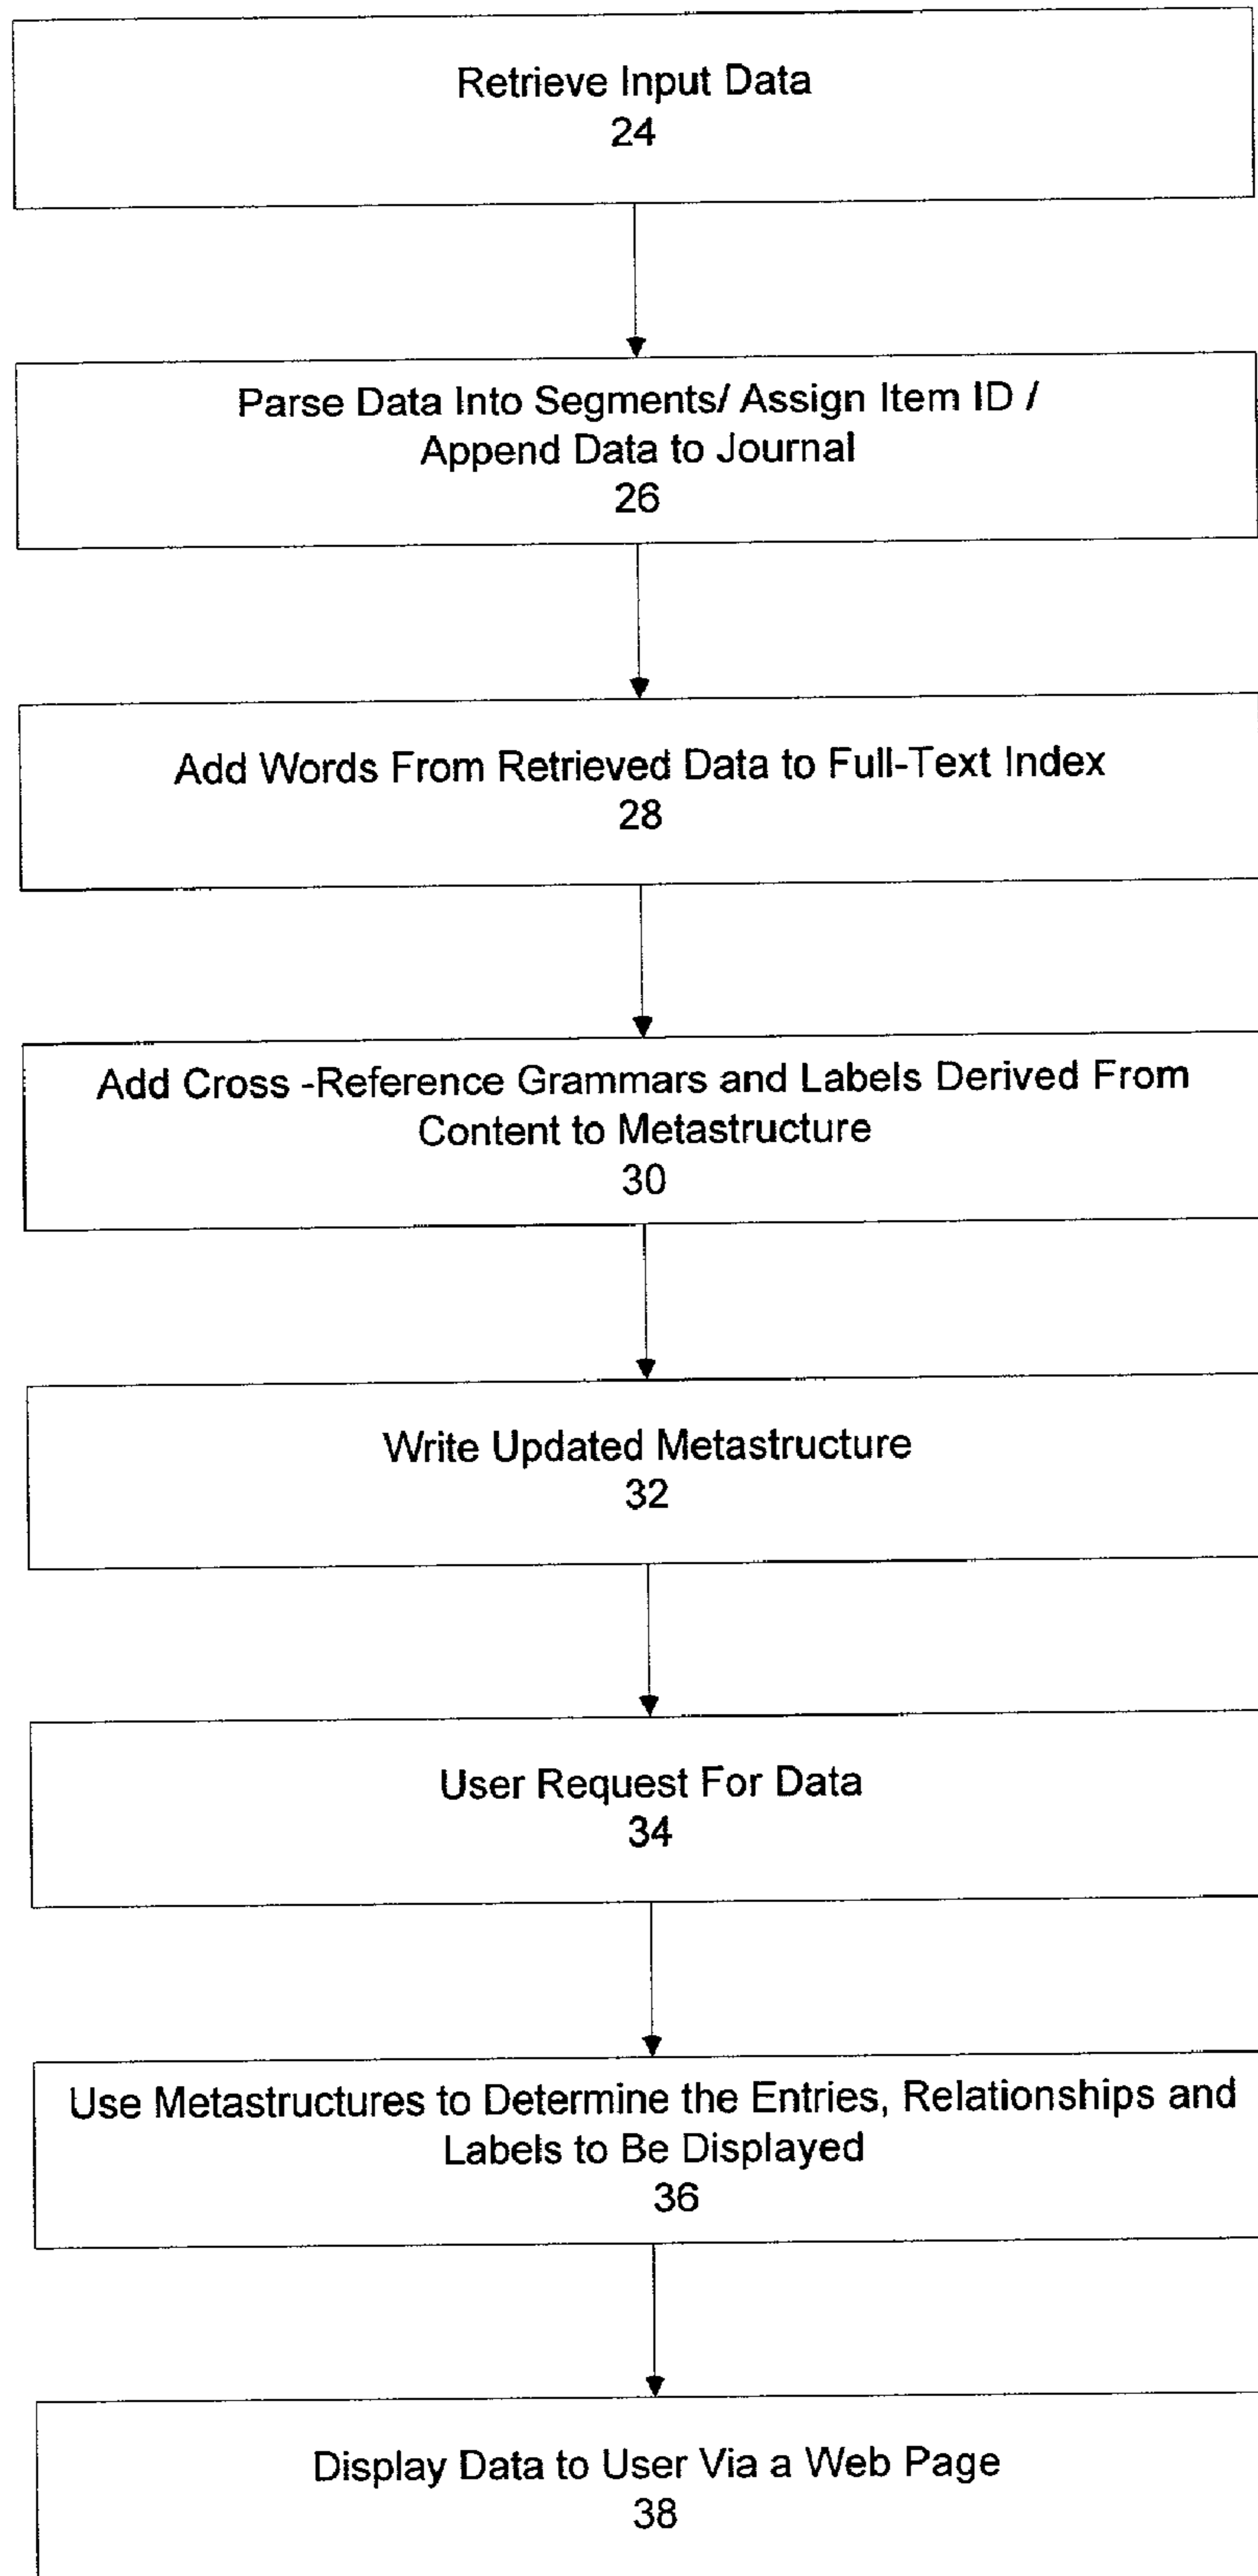 Retrieve Input Data
24
Parse Data Into Segments/ Assign Item ID /
Append Data to Journal
26
Add Words From Retrieved Data to Full-Text Index
28
Add Cross -Reference Grammars and Labels Derived From
Content to Metastructure
30
Write Updated Metastructure
32
User Request For Data
34
Use Metastructures to Determine the Entries, Relationships and
Labels to Be Displayed
36
Display Data to User Via a Web Page
38